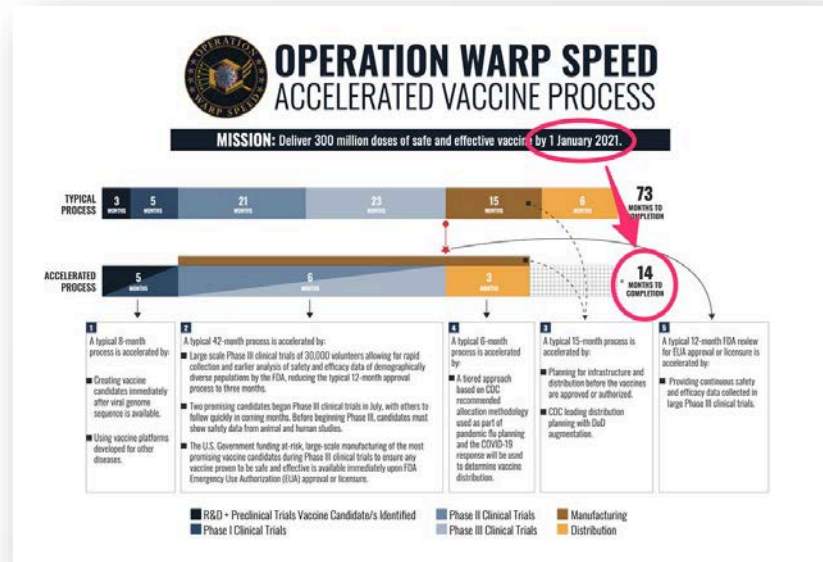 OPERATION
WARP SPEED
OPERATION WARP SPEED
ACCELERATED VACCINE PROCESS
MISSION: Deliver 300 million doses of safe and effective vaccine by 1 January 2021.
TYPICAL
PROCESS
3
MONTHS
5
MONTHS
21
MONTHS
23
MONTHS
15
MONTHS
6
MONTHS
73
MONTHS TO
COMPLETION
ACCELERATED
PROCESS
5
MONTHS
6
MONTHS
3
MONTHS
14
MONTHS TO
COMPLETION
1
A typical 8-month
process is accelerated by:
Creating vaccine
candidates immediately
after viral genome
sequence is available.
Using vaccine platforms
developed for other
diseases.
2
A typical 42-month process is accelerated by:
Large scale Phase III clinical trials of 30,000 volunteers allowing for rapid
collection and earlier analysis of safety and efficacy data of demographically
diverse populations by the FDA, reducing the typical 12-month approval
process to three months.
Two promising candidates began Phase III clinical trials in July, with others to
follow quickly in coming months. Before beginning Phase III, candidates must
show safety data from animal and human studies.
The U.S. Government funding at-risk, large-scale manufacturing of the most
promising vaccine candidates during Phase III clinical trials to ensure any
vaccine proven to be safe and effective is available immediately upon FDA
Emergency Use Authorization (EUA) approval or licensure.
4
A typical 6-month
process is accelerated
by:
A tiered approach
based on CDC
recommended
allocation methodology
used as part of
pandemic flu planning
and the COVID-19
response will be used
to determine vaccine
distribution.
3
A typical 15-month process is
accelerated by:
Planning for infrastructure and
distribution before the vaccines
are approved or authorized.
CDC leading distribution
planning with DoD
augmentation.
5
A typical 12-month FDA review
for EUA approval or licensure is
accelerated by:
Providing continuous safety
and efficacy data collected in
large Phase III clinical trials.
R&D + Preclinical Trials Vaccine Candidate/s Identified
Phase I Clinical Trials
Phase II Clinical Trials
Phase III Clinical Trials
Manufacturing
Distribution